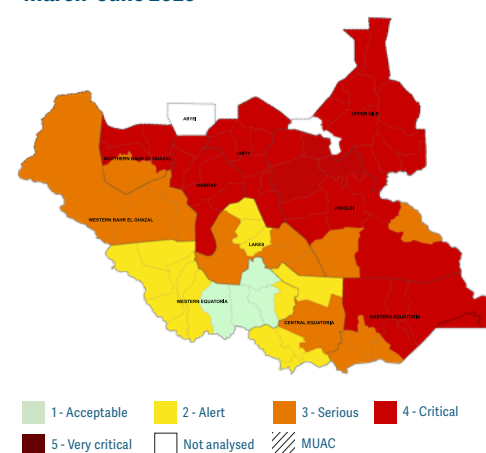 March-June 2023
UPPER NILE
ABYEI
UNITY
NORTHERN BAHR EL GHAZAL
WARRAP
JONGLEI
WESTERN BAHR EL GHAZAL
LAKES
WESTERN EQUATORIA
CENTRAL EQUATORIA
EASTERN EQUATORIA
1 - Acceptable
2 - Alert
3 - Serious
4 - Critical
5 - Very critical
Not analysed
MUAC